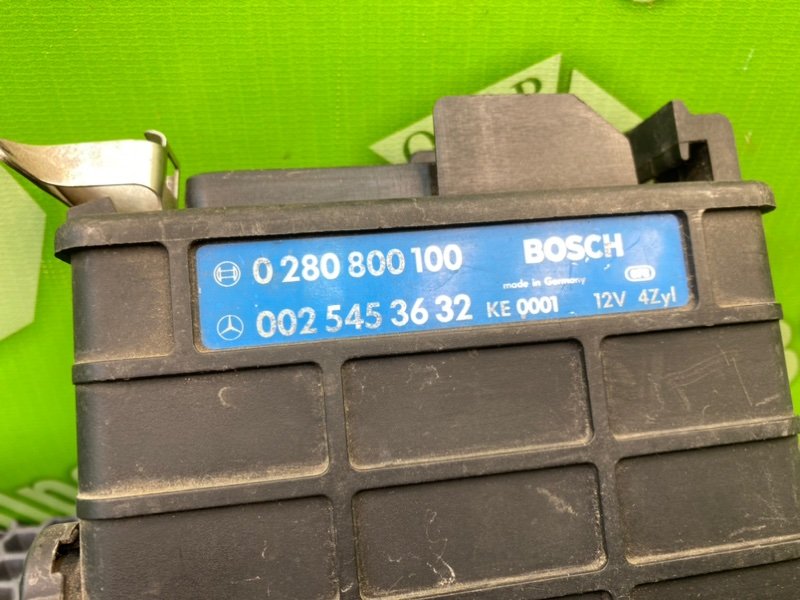 0 280 800 100 BOSCH
made in Germany
002 545 36 32 KE 0001 12V 4Zyl